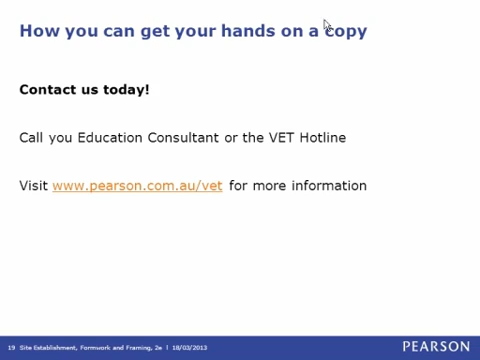 How you can get your hands on a copy
Contact us today!
Call you Education Consultant or the VET Hotline
Visit www.pearson.com.au/vet for more information
19 Site Establishment, Formwork and Framing, 2e | 18/03/2013
PEARSON